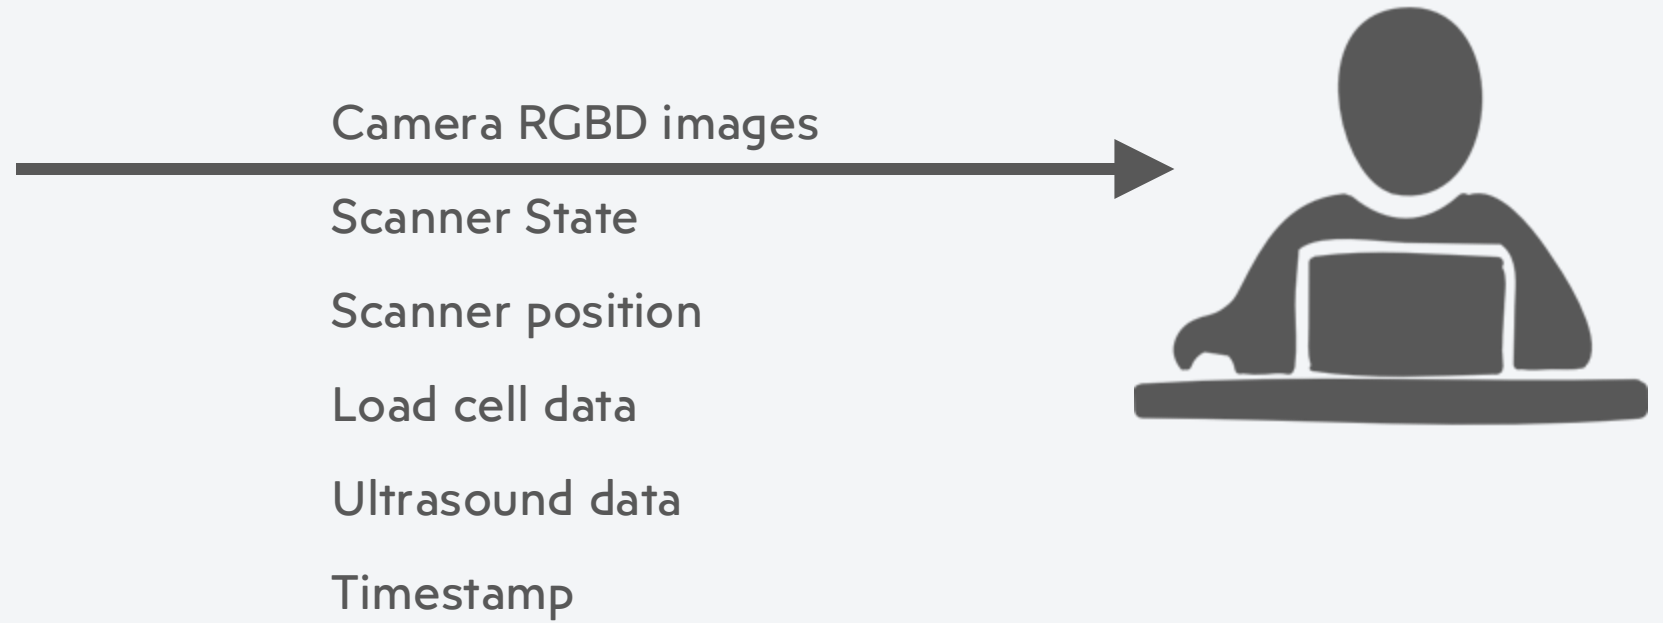 Camera RGBD images
Scanner State
Scanner position
Load cell data
Ultrasound data
Timestamp